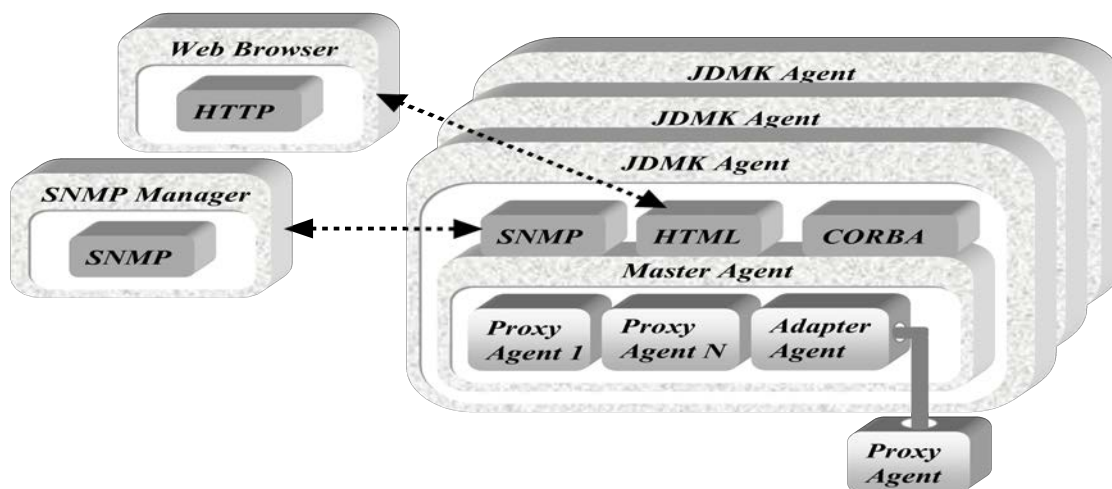 Web Browser
HTTP
SNMP Manager
SNMP
JDMK Agent
JDMK Agent
JDMK Agent
SNMP
HTML
CORBA
Master Agent
Proxy
Agent 1
Proxy
Agent N
Adapter
Agent
Proxy
Agent